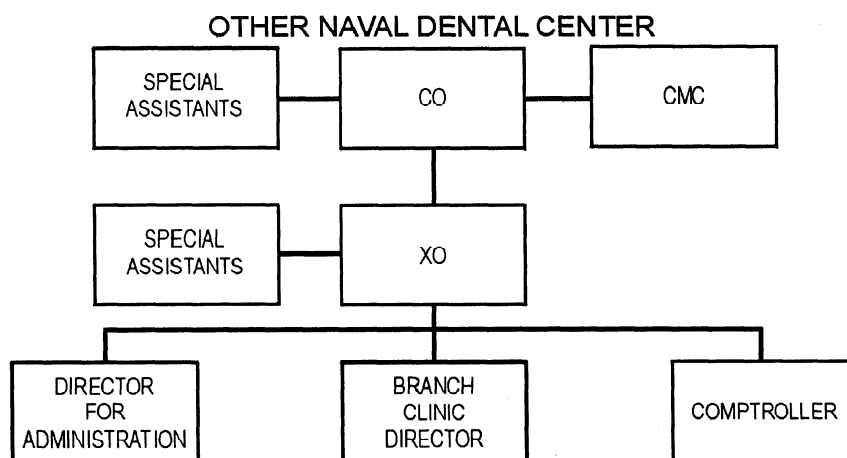 OTHER NAVAL DENTAL CENTER
SPECIAL
ASSISTANTS
CO
CMC
SPECIAL
ASSISTANTS
XO
DIRECTOR
FOR
ADMINISTRATION
BRANCH
CLINIC
DIRECTOR
COMPTROLLER